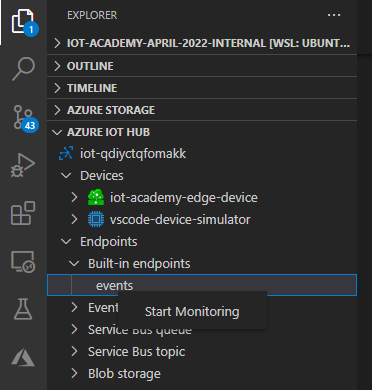 EXPLORER
...
IOT-ACADEMY-APRIL-2022-INTERNAL [WSL: UBUNT...
OUTLINE
TIMELINE
1
AZURE STORAGE
43
AZURE IOT HUB
iot-qdiyctqfomakk
Devices
iot-academy-edge-device
vscode-device-simulator
Endpoints
Built-in endpoints
events
Event
Start Monitoring
Service Bus queue
Service Bus topic
Blob storage